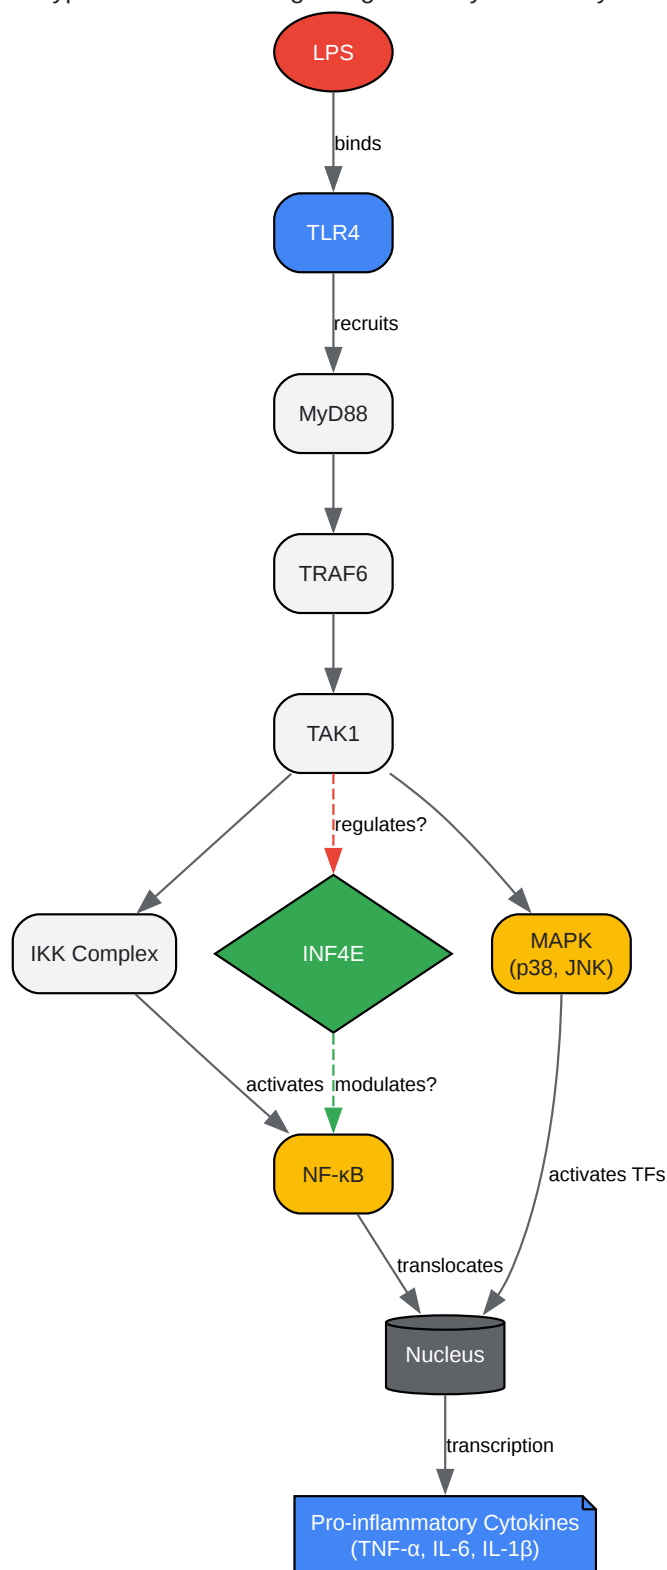 LPS
binds
TLR4
recruits
MyD88
TRAF6
TAK1
regulates?
IKK Complex
INF4E
MAPK
(p38, JNK)
activates
modulates?
NF-κB
activates TFs
translocates
Nucleus
transcription
Pro-inflammatory Cytokines
(TNF-α, IL-6, IL-1β)